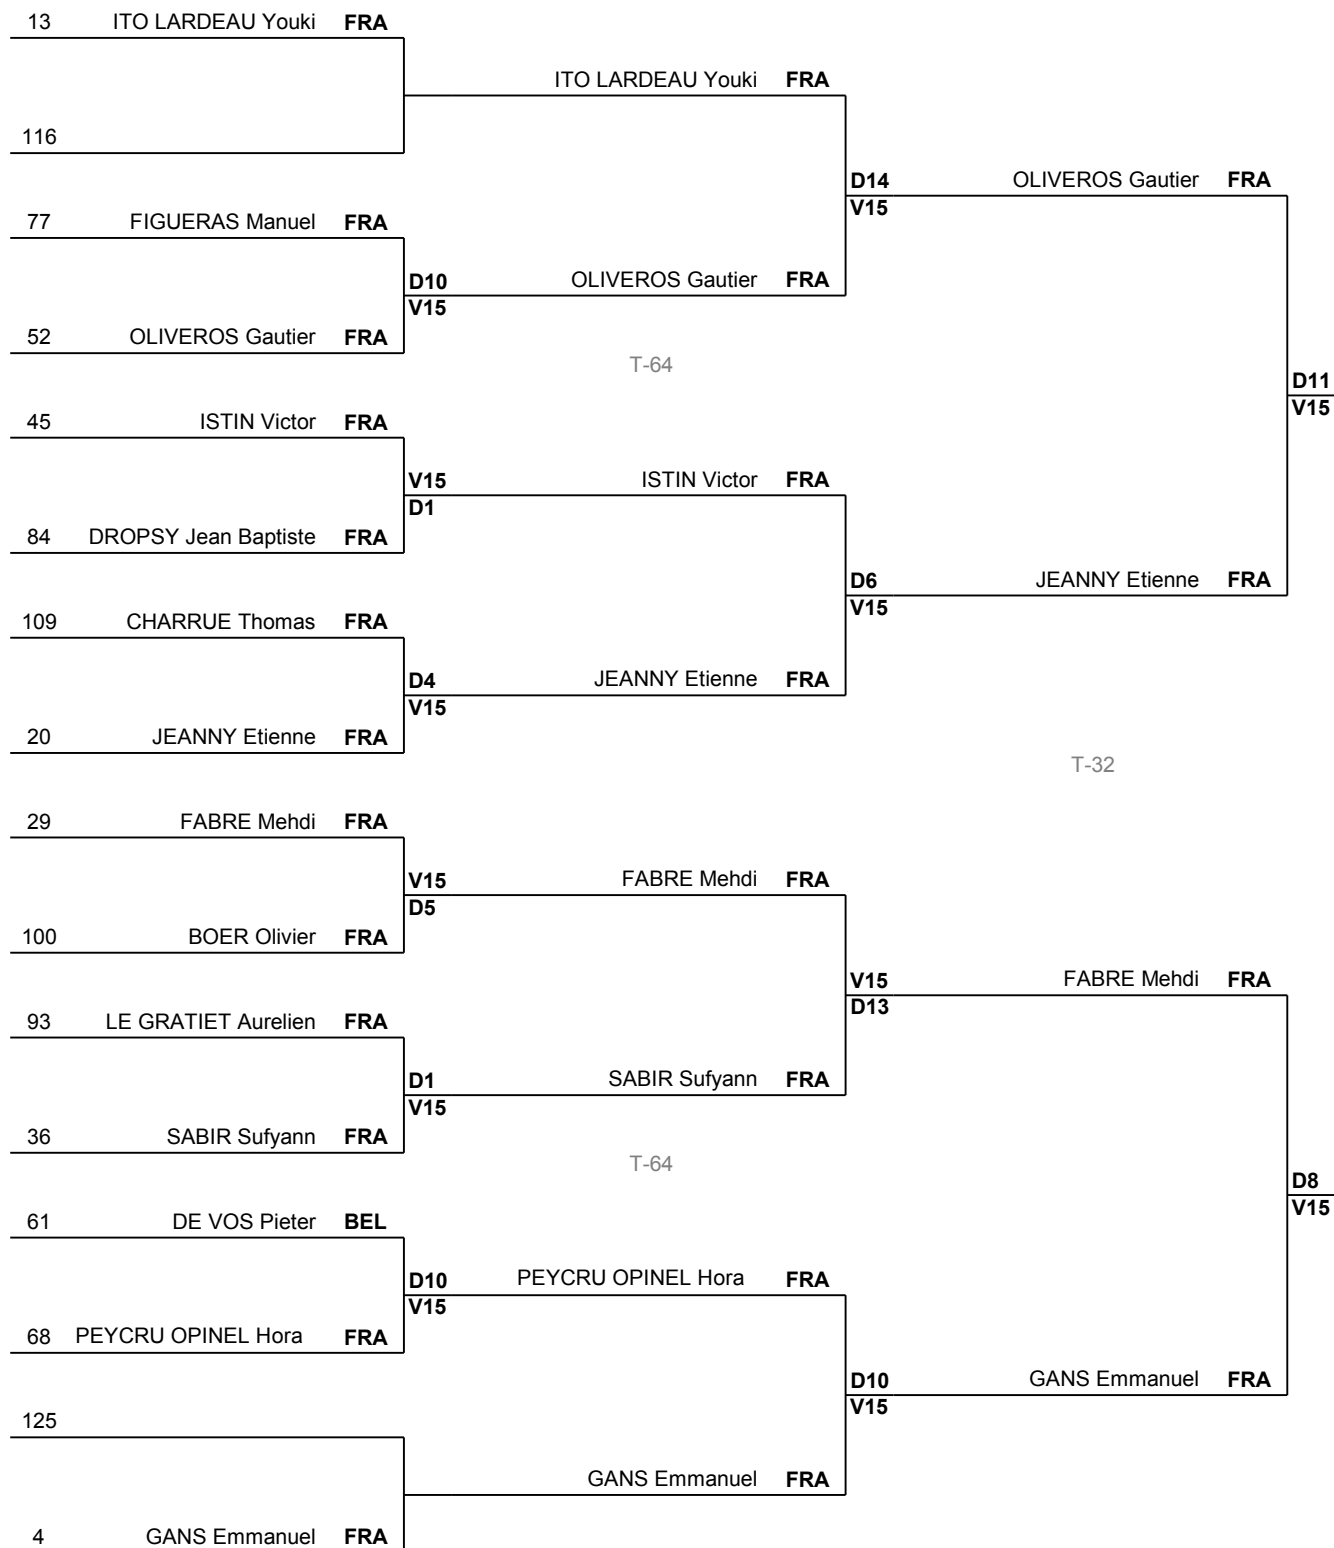 13 ITO LARDEAU Youki FRA
ITO LARDEAU Youki FRA
116
D14 OLIVEROS Gautier FRA
V15
77 FIGUERAS Manuel FRA
D10 OLIVEROS Gautier FRA
V15
52 OLIVEROS Gautier FRA
T-64
D11
V15
45 ISTIN Victor FRA
V15 ISTIN Victor FRA
D1
84 DROPSY Jean Baptiste FRA
D6 JEANNY Etienne FRA
V15
109 CHARRUE Thomas FRA
D4 JEANNY Etienne FRA
V15
20 JEANNY Etienne FRA
T-32
29 FABRE Mehdi FRA
V15 FABRE Mehdi FRA
D5
100 BOER Olivier FRA
V15 FABRE Mehdi FRA
D13
93 LE GRATIET Aurelien FRA
D1 SABIR Sufyann FRA
V15
36 SABIR Sufyann FRA
T-64
D8
V15
61 DE VOS Pieter BEL
D10 PEYCRU OPINEL Hora FRA
V15
68 PEYCRU OPINEL Hora FRA
D10 GANS Emmanuel FRA
V15
125
GANS Emmanuel FRA
4 GANS Emmanuel FRA